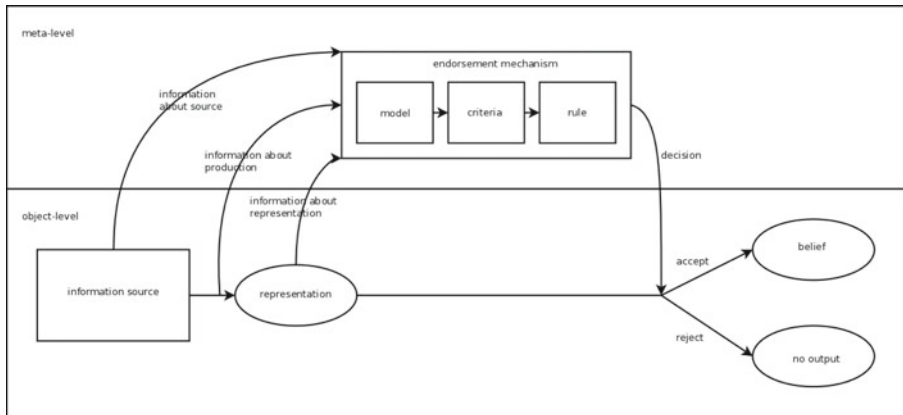 meta-level
endorsement mechanism
information
about source
model
criteria
rule
information about
production
decision
information about
representation
object-level
belief
accept
information source
representation
reject
no output